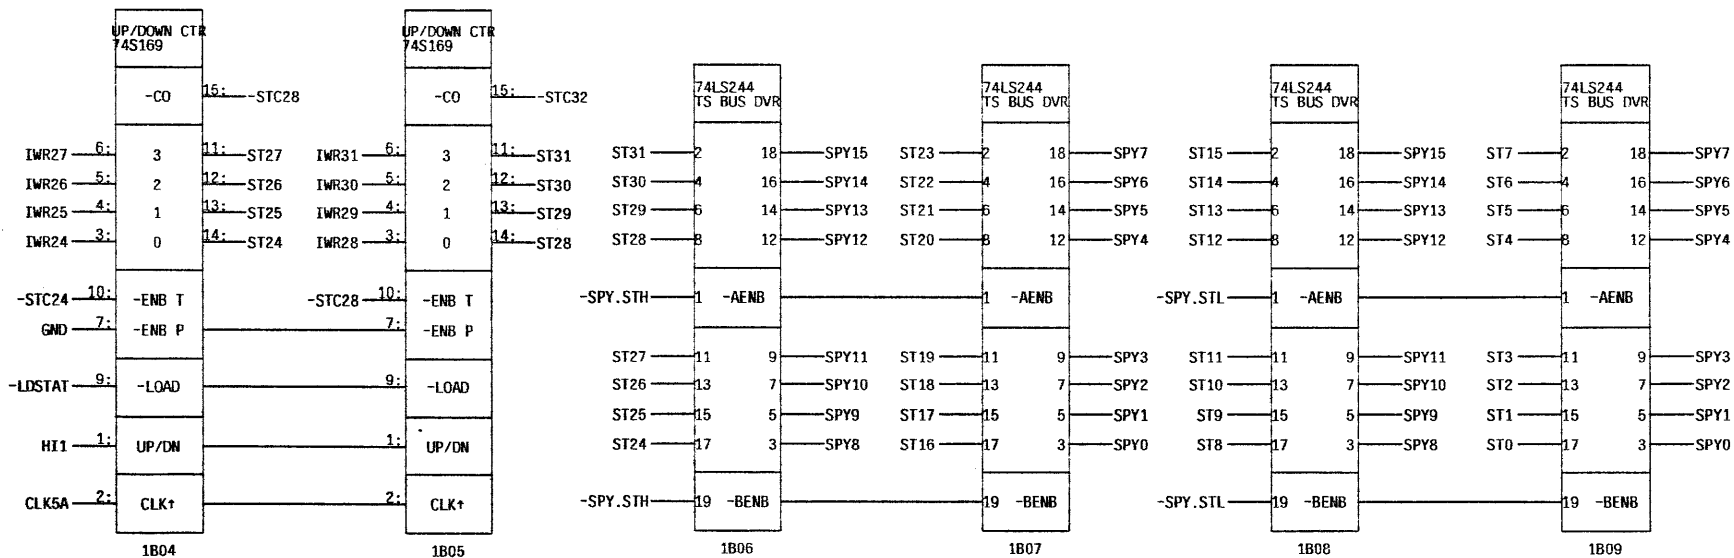 UP/DOWN CTR
74S169
-CO 15: -STC28
IWR27 6: 3 11: ST27
IWR26 5: 2 12: ST26
IWR25 4: 1 13: ST25
IWR24 3: 0 14: ST24
-STC24 10: -ENB T
GND 7: -ENB P
-LDSTAT 9: -LOAD
HI1 1: UP/DN
CLK5A 2: CLK↑
1B04
UP/DOWN CTR
74S169
-CO 15: -STC32
IWR31 6: 3 11: ST31
IWR30 5: 2 12: ST30
IWR29 4: 1 13: ST29
IWR28 3: 0 14: ST28
-STC28 10: -ENB T
7: -ENB P
9: -LOAD
1: UP/DN
2: CLK↑
1B05
74LS244
TS BUS DVR
ST31 2 18 SPY15
ST30 4 16 SPY14
ST29 6 14 SPY13
ST28 8 12 SPY12
-SPY.STH 1 -AENB
ST27 11 9 SPY11
ST26 13 7 SPY10
ST25 15 5 SPY9
ST24 17 3 SPY8
-SPY.STH 19 -BENB
1B06
74LS244
TS BUS DVR
ST23 2 18 SPY7
ST22 4 16 SPY6
ST21 6 14 SPY5
ST20 8 12 SPY4
1 -AENB
ST19 11 9 SPY3
ST18 13 7 SPY2
ST17 15 5 SPY1
ST16 17 3 SPY0
19 -BENB
1B07
74LS244
TS BUS DVR
ST15 2 18 SPY15
ST14 4 16 SPY14
ST13 6 14 SPY13
ST12 8 12 SPY12
-SPY.STL 1 -AENB
ST11 11 9 SPY11
ST10 13 7 SPY10
ST9 15 5 SPY9
ST8 17 3 SPY8
-SPY.STL 19 -BENB
1B08
74LS244
TS BUS DVR
ST7 2 18 SPY7
ST6 4 16 SPY6
ST5 6 14 SPY5
ST4 8 12 SPY4
1 -AENB
ST3 11 9 SPY3
ST2 13 7 SPY2
ST1 15 5 SPY1
ST0 17 3 SPY0
19 -BENB
1B09